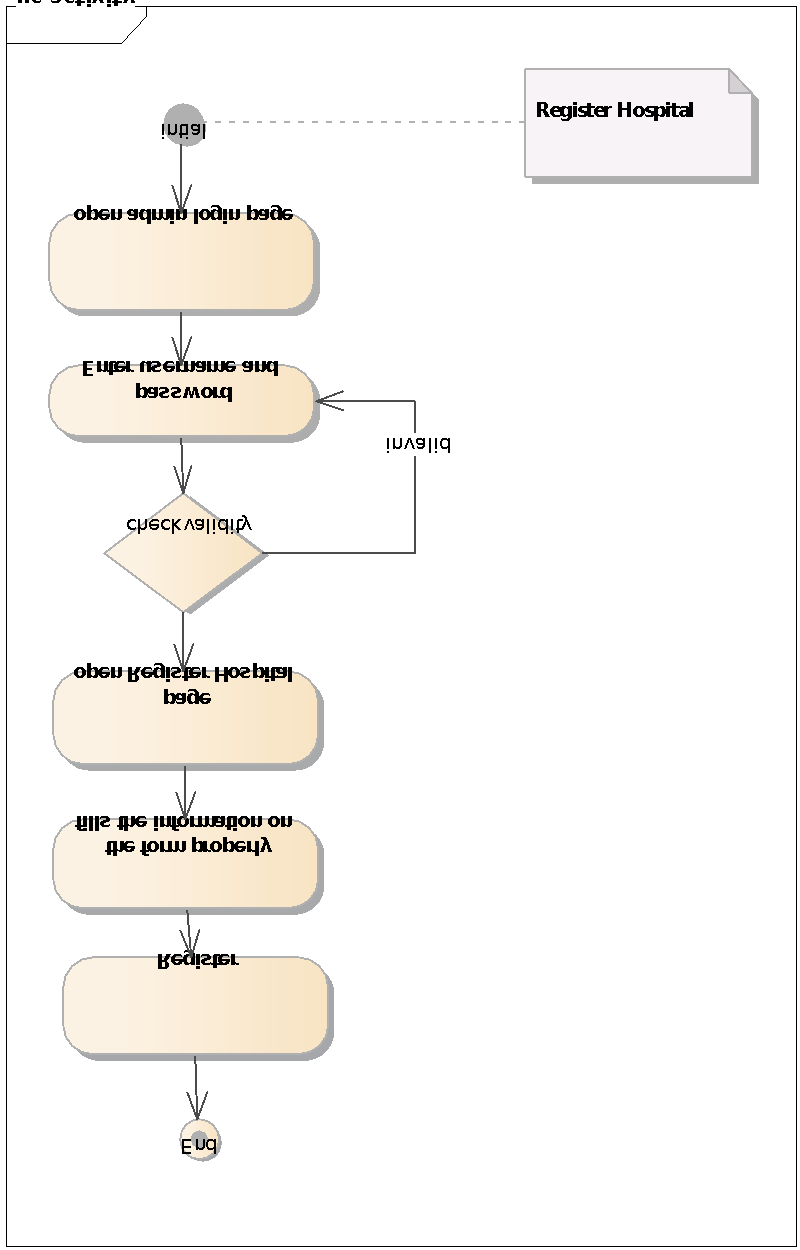 Register Hospital
intial
open admin login page
Enter username and
password
invalid
check validity
open Register Hospital
page
fills the information on
the form properly
Register
End